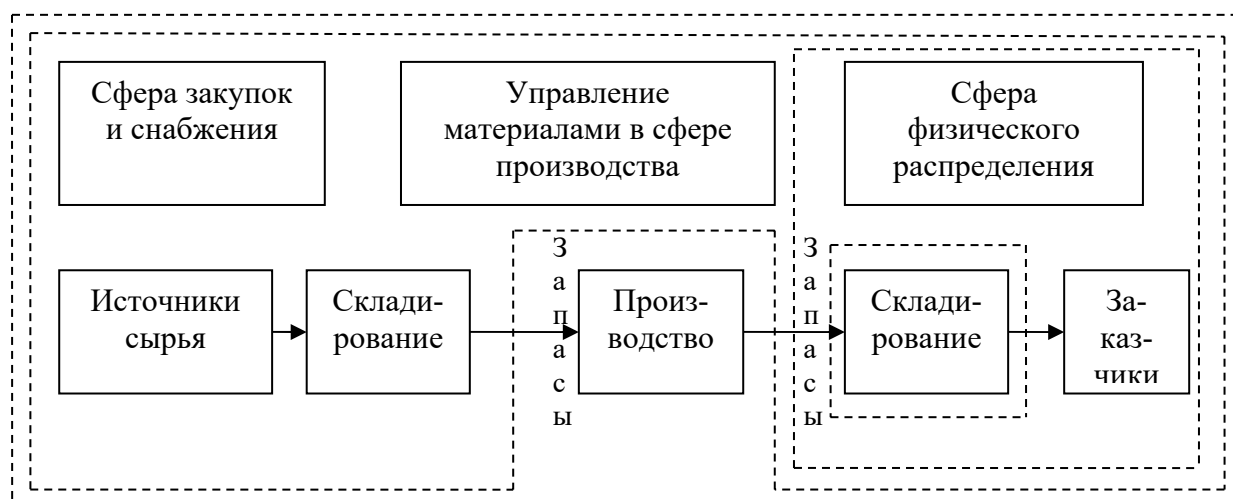 Сфера закупок
и снабжения
Управление
материалами в сфере
производства
Сфера
физического
распределения
Источники
сырья
Склади-
рование
З
а
п
а
с
ы
Произ-
водство
З
а
п
а
с
ы
Склади-
рование
За-
каз-
чики